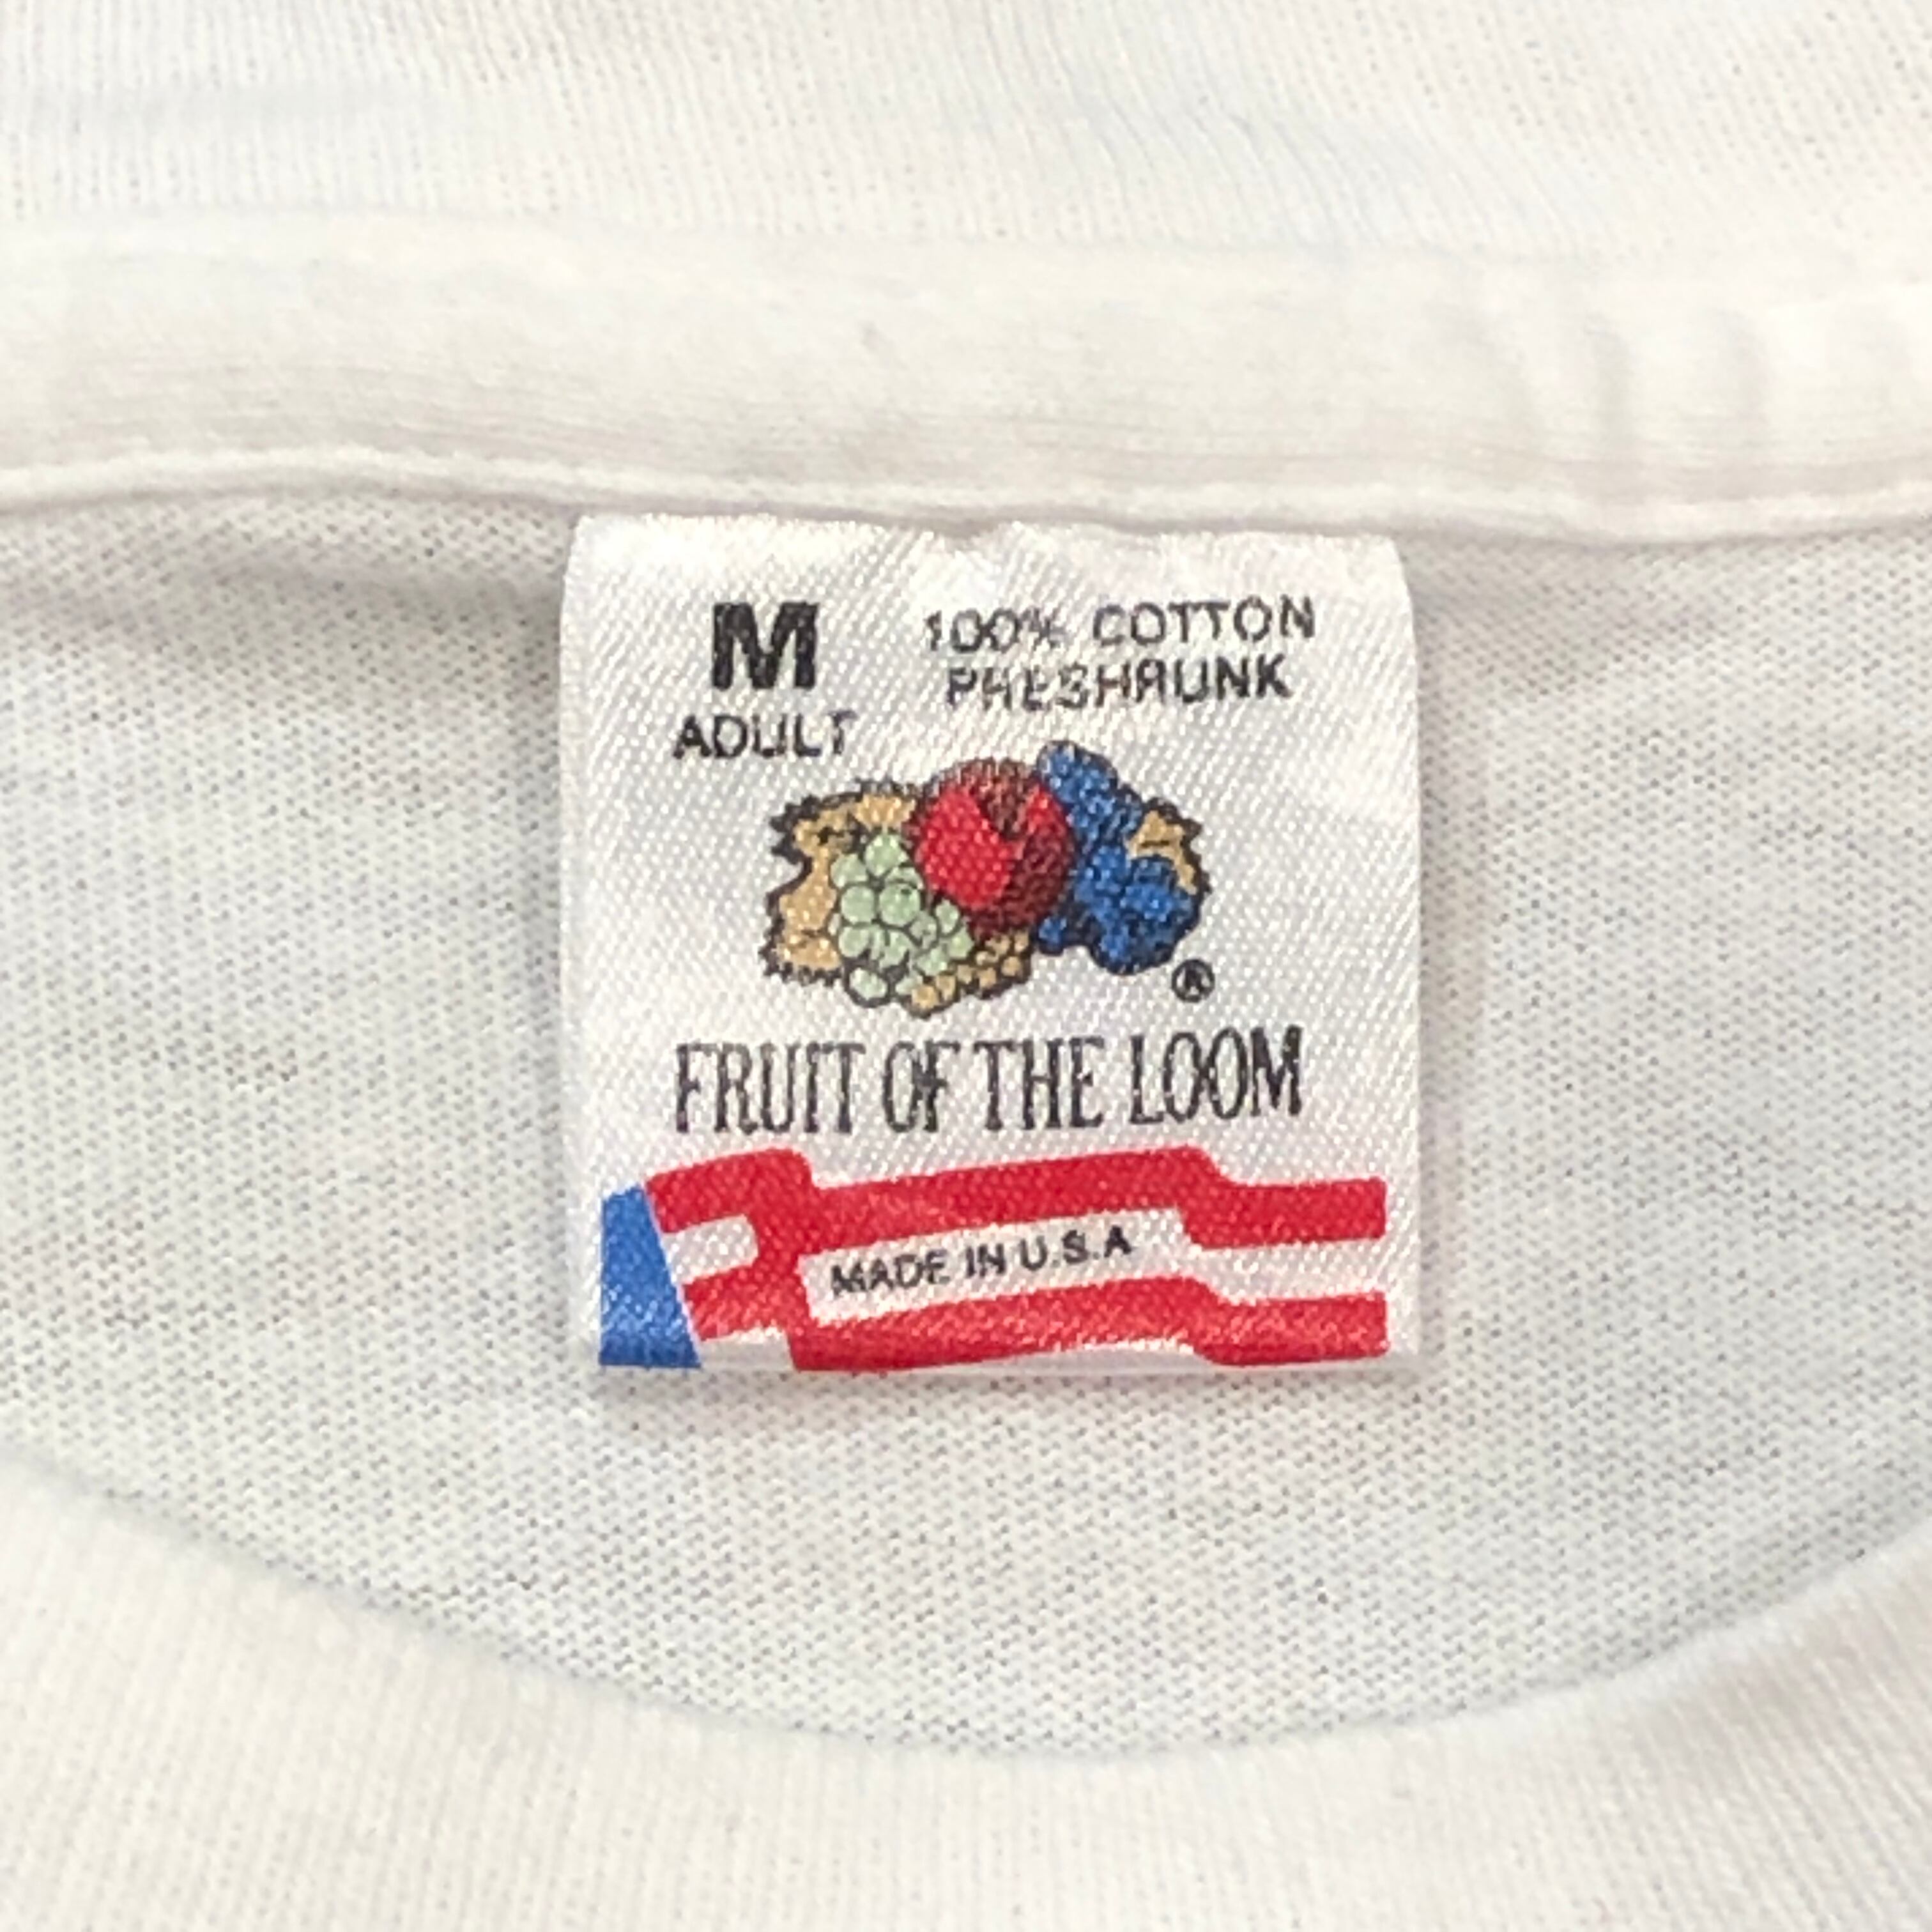 M
ADULT
100% COTTON
PRESHRUNK
®
FRUIT OF THE LOOM
MADE IN U.S.A